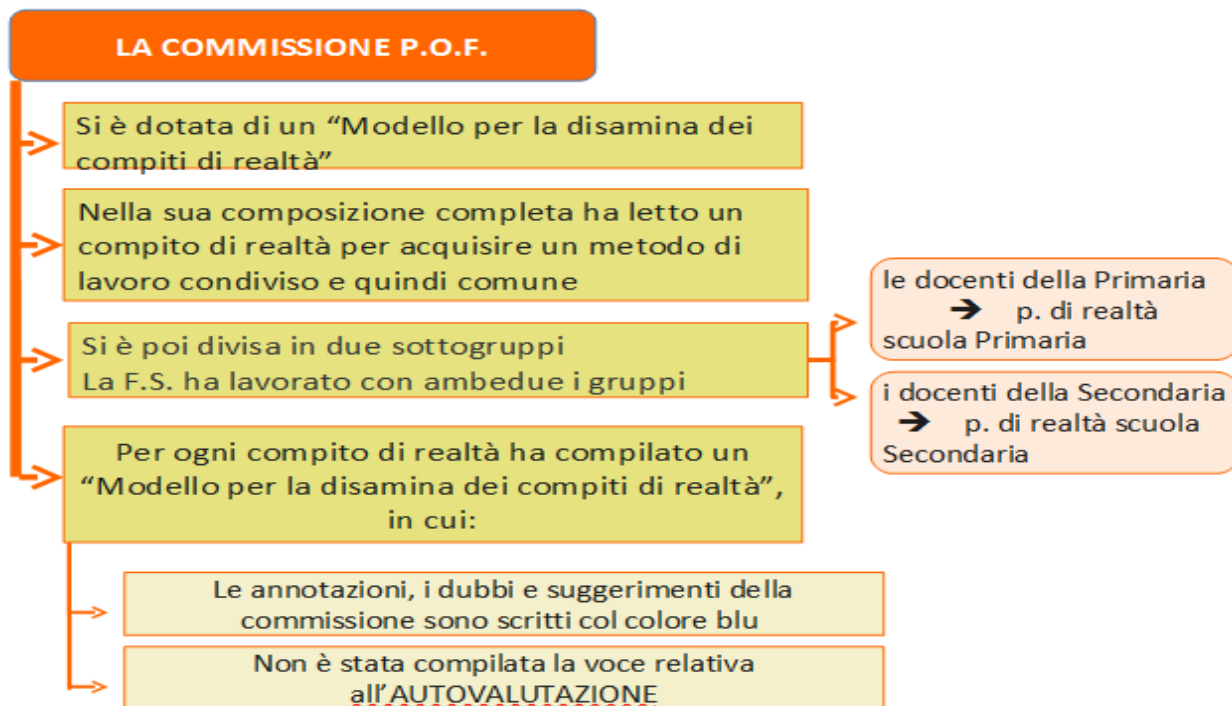 LA COMMISSIONE P.O.F.
Si è dotata di un “Modello per la disamina dei
compiti di realtà”
Nella sua composizione completa ha letto un
compito di realtà per acquisire un metodo di
lavoro condiviso e quindi comune
Si è poi divisa in due sottogruppi
La F.S. ha lavorato con ambedue i gruppi
le docenti della Primaria
➔ p. di realtà
scuola Primaria
i docenti della Secondaria
➔ p. di realtà scuola
Secondaria
Per ogni compito di realtà ha compilato un
“Modello per la disamina dei compiti di realtà”,
in cui:
Le annotazioni, i dubbi e suggerimenti della
commissione sono scritti col colore blu
Non è stata compilata la voce relativa
all’AUTOVALUTAZIONE